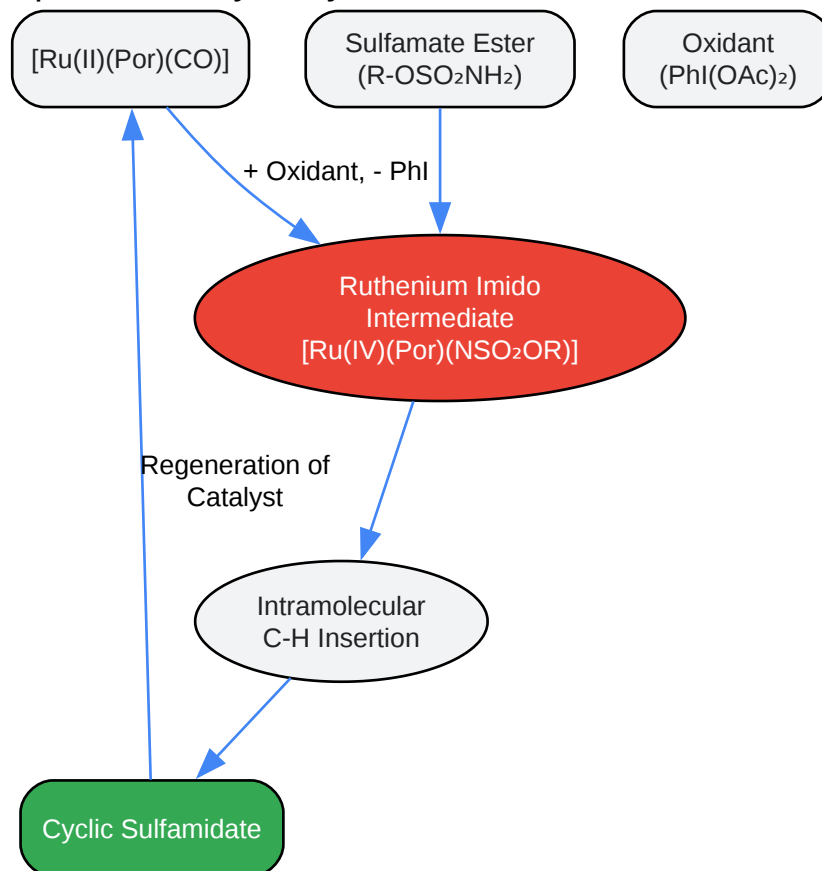 [Ru(II)(Por)(CO)]
Sulfamate Ester
(R-OSO₂NH₂)
Oxidant
(PhI(OAc)₂)
+ Oxidant, - PhI
Ruthenium Imido
Intermediate
[Ru(IV)(Por)(NSO₂OR)]
Regeneration of
Catalyst
Intramolecular
C-H Insertion
Cyclic Sulfamidate